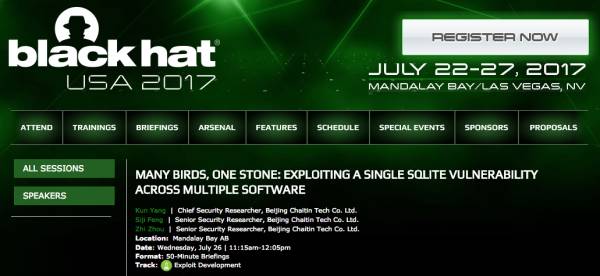 black hat®
USA 2017
REGISTER NOW
JULY 22-27, 2017
MANDALAY BAY/LAS VEGAS, NV
ATTEND TRAININGS BRIEFINGS ARSENAL FEATURES SCHEDULE SPECIAL EVENTS SPONSORS PROPOSALS
ALL SESSIONS
SPEAKERS
MANY BIRDS, ONE STONE: EXPLOITING A SINGLE SQLITE VULNERABILITY
ACROSS MULTIPLE SOFTWARE
Kun Yang | Chief Security Researcher, Beijing Chaitin Tech Co. Ltd.
Siji Feng | Senior Security Researcher, Beijing Chaitin Tech Co. Ltd.
Zhi Zhou | Senior Security Researcher, Beijing Chaitin Tech Co. Ltd.
Location: Mandalay Bay AB
Date: Wednesday, July 26 | 11:15am-12:05pm
Format: 50-Minute Briefings
Track: Exploit Development